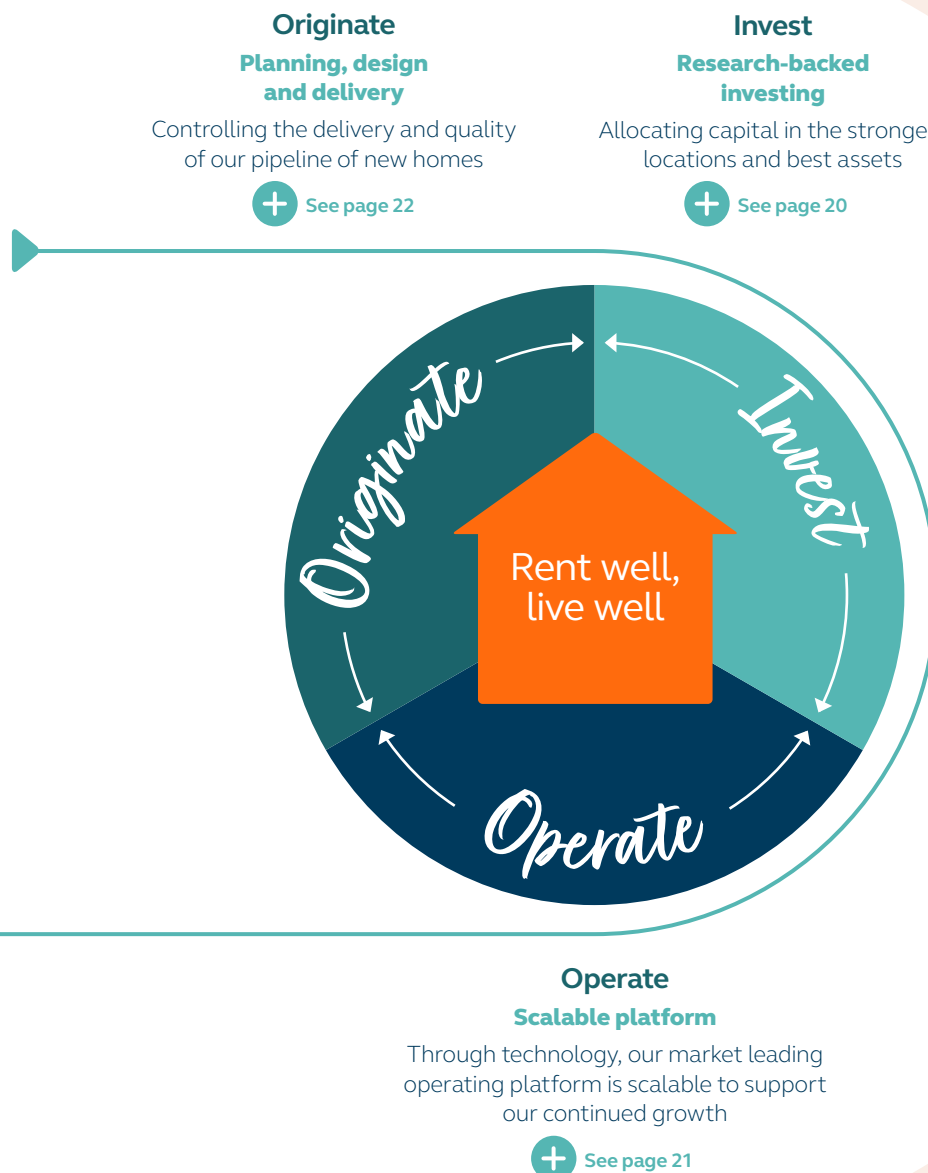 Originate
Planning, design
and delivery
Controlling the delivery and quality
of our pipeline of new homes
See page 22
Invest
Research-backed
investing
Allocating capital in the stronge
locations and best assets
See page 20
Originate
Invest
Rent well,
live well
Operate
Operate
Scalable platform
Through technology, our market leading
operating platform is scalable to support
our continued growth
See page 21